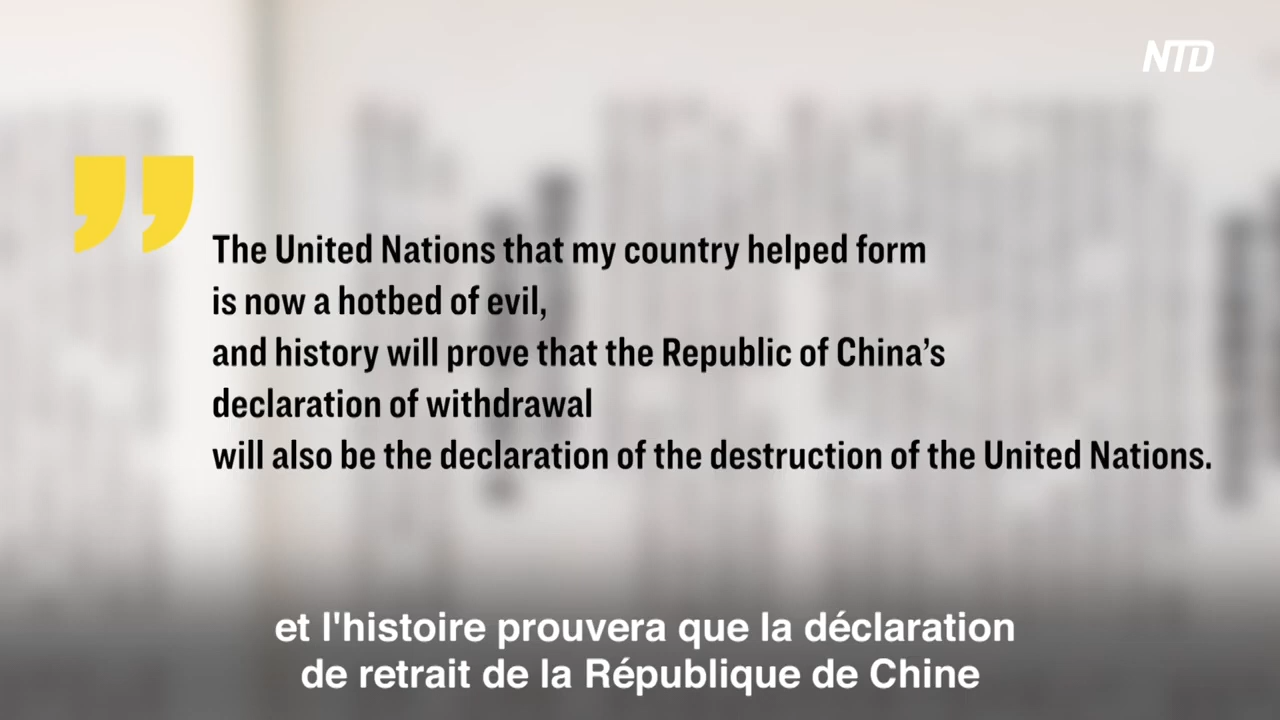 NTD
The United Nations that my country helped form
is now a hotbed of evil,
and history will prove that the Republic of China’s
declaration of withdrawal
will also be the declaration of the destruction of the United Nations.
et l'histoire prouvera que la déclaration
de retrait de la République de Chine